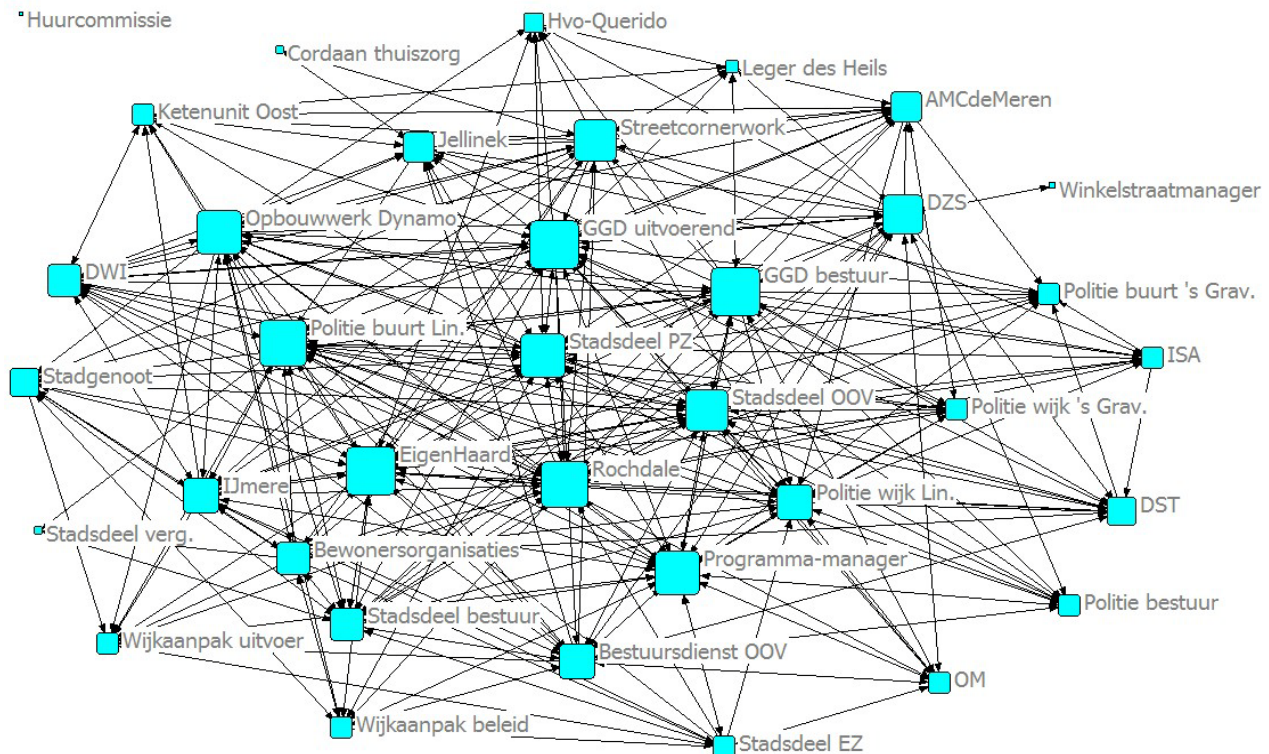 Huurcommissie
Hvo-Querido
Cordaan thuiszorg
Leger des Heils
Ketenunit Oost
AMCdeMeren
Jellinek
Streetcornerwork
Winkelstraatmanager
Opbouwwerk Dynamo
GGD uitvoerend
DZS
DWI
GGD bestuur
Politie buurt 's Grav.
Politie buurt Lin.
Stadsdeel PZ
ISA
Stadgenoot
Stadsdeel OOV
Politie wijk 's Grav.
EigenHaard
Rochdale
IJmere
Politie wijk Lin.
DST
Stadsdeel verg.
Bewonersorganisaties
Programma-manager
Stadsdeel bestuur
Politie bestuur
Wijkaanpak uitvoer
Bestuursdienst OOV
OM
Wijkaanpak beleid
Stadsdeel EZ